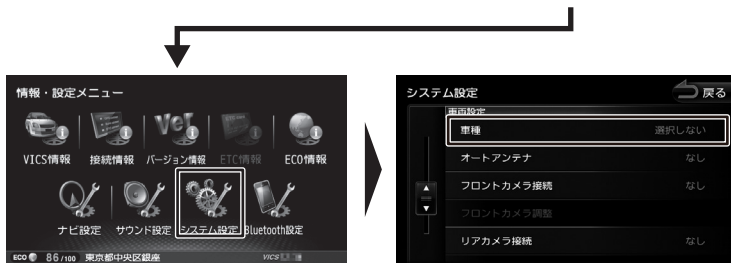 情報・設定メニュー
VICS情報 接続情報 バージョン情報 ETC情報 ECO情報
ナビ設定 サウンド設定 システム設定 Bluetooth設定
ECO 86/100 東京都中央区銀座 VICS
システム設定 戻る
車両設定
車種 選択しない
オートアンテナ なし
フロントカメラ接続 なし
フロントカメラ調整
リアカメラ接続 なし